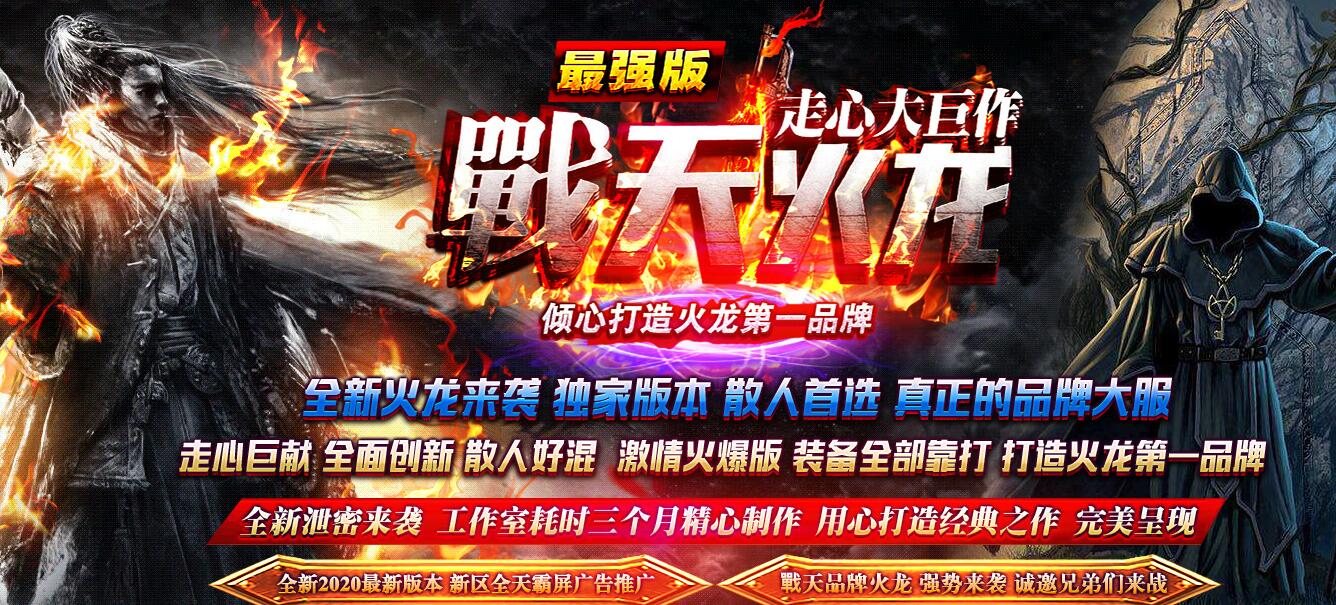 最强版
走心大巨作
戰天火龙
倾心打造火龙第一品牌
全新火龙来袭 独家版本 散人首选 真正的品牌大服
走心巨献 全面创新 散人好混 激情火爆版 装备全部靠打 打造火龙第一品牌
全新泄密来袭 工作室耗时三个月精心制作 用心打造经典之作 完美呈现
全新2020最新版本 新区全天霸屏广告推广
戰天品牌火龙 强势来袭 诚邀兄弟们来战